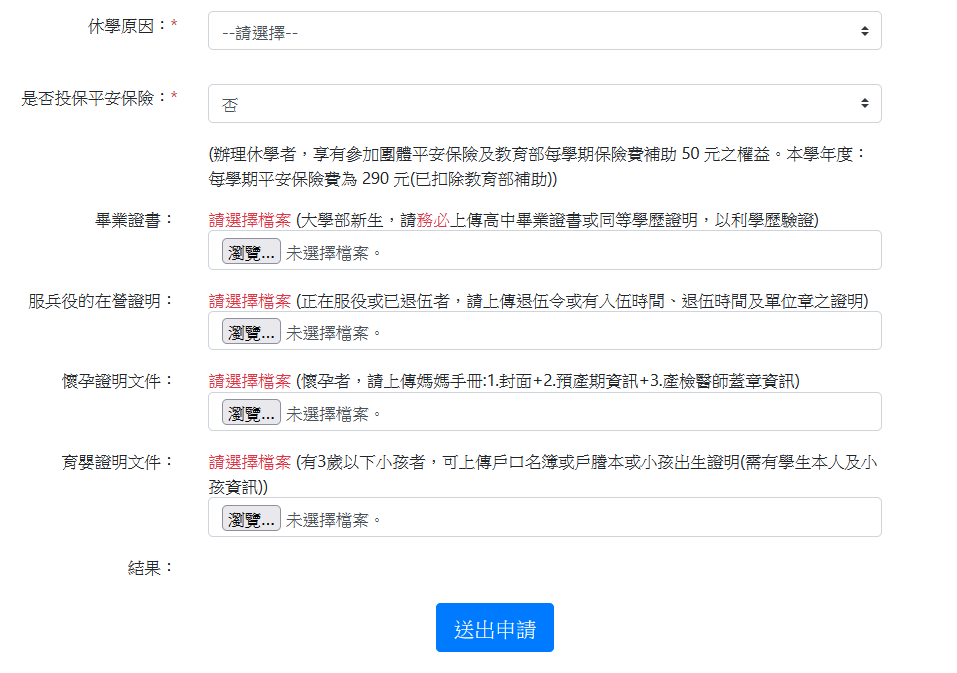 休學原因：*
--請選擇--
是否投保平安保險：*
否
(辦理休學者，享有參加團體平安保險及教育部每學期保險費補助 50 元之權益。本學年度：
每學期平安保險費為 290 元(已扣除教育部補助))
畢業證書：
請選擇檔案 (大學部新生，請務必上傳高中畢業證書或同等學歷證明，以利學歷驗證)
瀏覽... 未選擇檔案。
服兵役的在營證明：
請選擇檔案 (正在服役或已退伍者，請上傳退伍令或有入伍時間、退伍時間及單位章之證明)
瀏覽... 未選擇檔案。
懷孕證明文件：
請選擇檔案 (懷孕者，請上傳媽媽手冊:1.封面+2.預產期資訊+3.產檢醫師蓋章資訊)
瀏覽... 未選擇檔案。
育嬰證明文件：
請選擇檔案 (有3歲以下小孩者，可上傳戶口名簿或戶謄本或小孩出生證明(需有學生本人及小
孩資訊))
瀏覽... 未選擇檔案。
結果：
送出申請